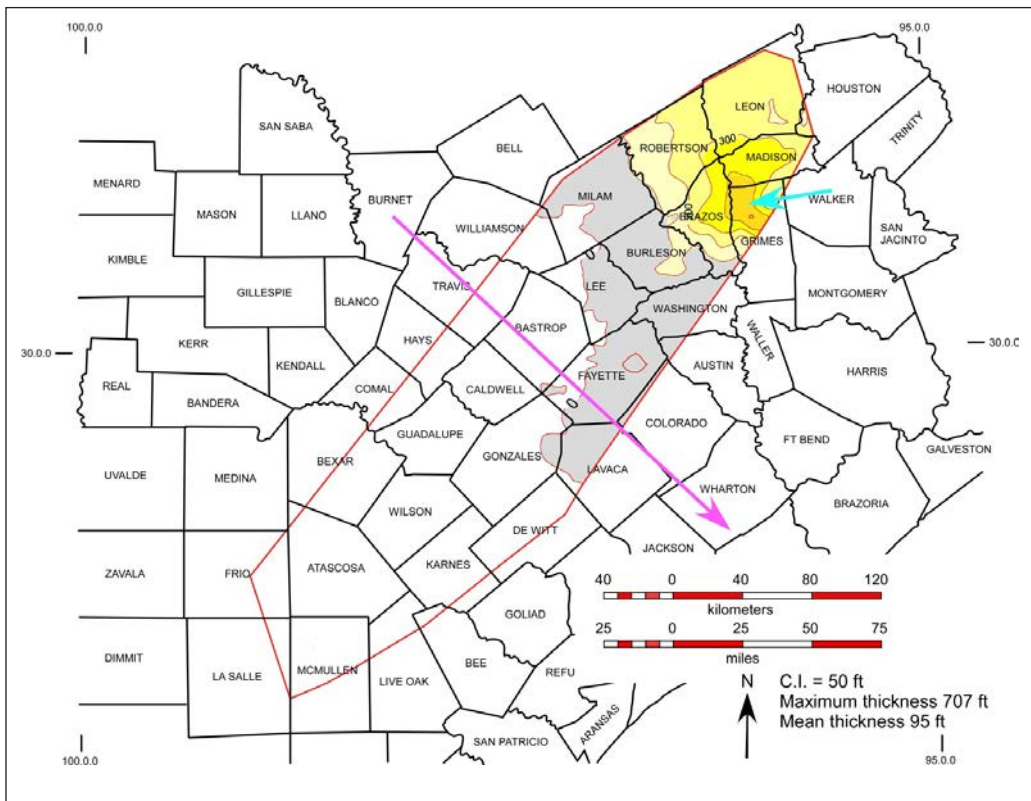 100.0.0
95.0.0
HOUSTON
LEON
TRINITY
SAN SABA
300
ROBERTSON
BELL
MADISON
MENARD
MILAM
BURNET
WALKER
MASON
LLANO
BRAZOS
WILLIAMSON
SAN
JACINTO
GRIMES
BURLESON
KIMBLE
LEE
TRAVIS
GILLESPIE
BLANCO
MONTGOMERY
WASHINGTON
BASTROP
HAYS
WALLER
KERR
30.0.0
30.0.0
KENDALL
AUSTIN
HARRIS
REAL
FAYETTE
COMAL
CALDWELL
BANDERA
COLORADO
GUADALUPE
FT BEND
GALVESTON
GONZALES
BEXAR
LAVACA
UVALDE
MEDINA
WHARTON
BRAZORIA
WILSON
DE WITT
JACKSON
ZAVALA
FRIO
ATASCOSA
KARNES
40 0 40 80 120
kilometers
GOLIAD
25 0 25 50 75
miles
DIMMIT
LA SALLE
MCMULLEN
LIVE OAK
BEE
REFU
N
C.I. = 50 ft
Maximum thickness 707 ft
Mean thickness 95 ft
ARANSAS
SAN PATRICIO
100.0.0
95.0.0